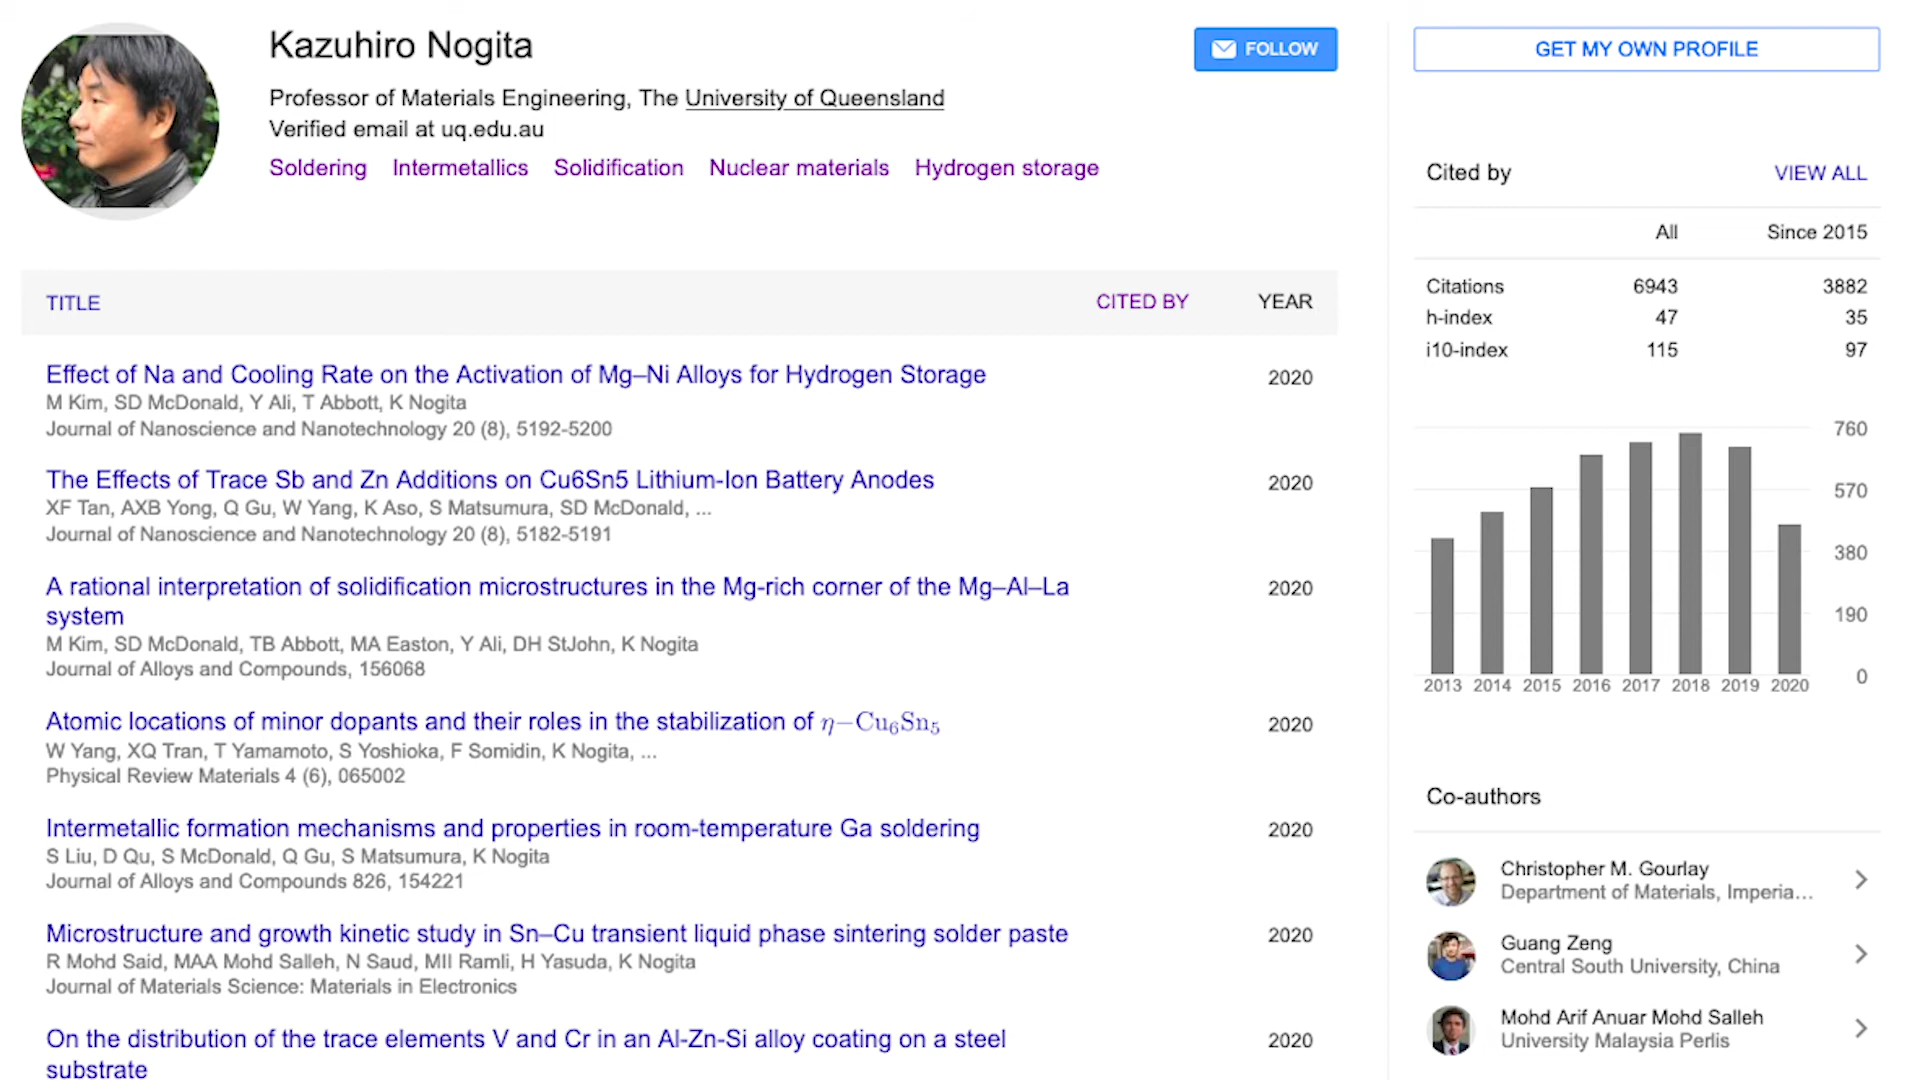 Kazuhiro Nogita
FOLLOW
Professor of Materials Engineering, The University of Queensland
Verified email at uq.edu.au
Soldering Intermetallics Solidification Nuclear materials Hydrogen storage
TITLE CITED BY YEAR
Effect of Na and Cooling Rate on the Activation of Mg–Ni Alloys for Hydrogen Storage 2020
M Kim, SD McDonald, Y Ali, T Abbott, K Nogita
Journal of Nanoscience and Nanotechnology 20 (8), 5192-5200
The Effects of Trace Sb and Zn Additions on Cu6Sn5 Lithium-Ion Battery Anodes 2020
XF Tan, AXB Yong, Q Gu, W Yang, K Aso, S Matsumura, SD McDonald, ...
Journal of Nanoscience and Nanotechnology 20 (8), 5182-5191
A rational interpretation of solidification microstructures in the Mg-rich corner of the Mg–Al–La 2020
system
M Kim, SD McDonald, TB Abbott, MA Easton, Y Ali, DH StJohn, K Nogita
Journal of Alloys and Compounds, 156068
Atomic locations of minor dopants and their roles in the stabilization of η−Cu₆Sn₅ 2020
W Yang, XQ Tran, T Yamamoto, S Yoshioka, F Somidin, K Nogita, ...
Physical Review Materials 4 (6), 065002
Intermetallic formation mechanisms and properties in room-temperature Ga soldering 2020
S Liu, D Qu, S McDonald, Q Gu, S Matsumura, K Nogita
Journal of Alloys and Compounds 826, 154221
Microstructure and growth kinetic study in Sn–Cu transient liquid phase sintering solder paste 2020
R Mohd Said, MAA Mohd Salleh, N Saud, MII Ramli, H Yasuda, K Nogita
Journal of Materials Science: Materials in Electronics
On the distribution of the trace elements V and Cr in an Al-Zn-Si alloy coating on a steel 2020
substrate
GET MY OWN PROFILE
Cited by VIEW ALL
All Since 2015
Citations 6943 3882
h-index 47 35
i10-index 115 97
760
570
380
190
0
2013 2014 2015 2016 2017 2018 2019 2020
Co-authors
Christopher M. Gourlay
Department of Materials, Imperia...
Guang Zeng
Central South University, China
Mohd Arif Anuar Mohd Salleh
University Malaysia Perlis